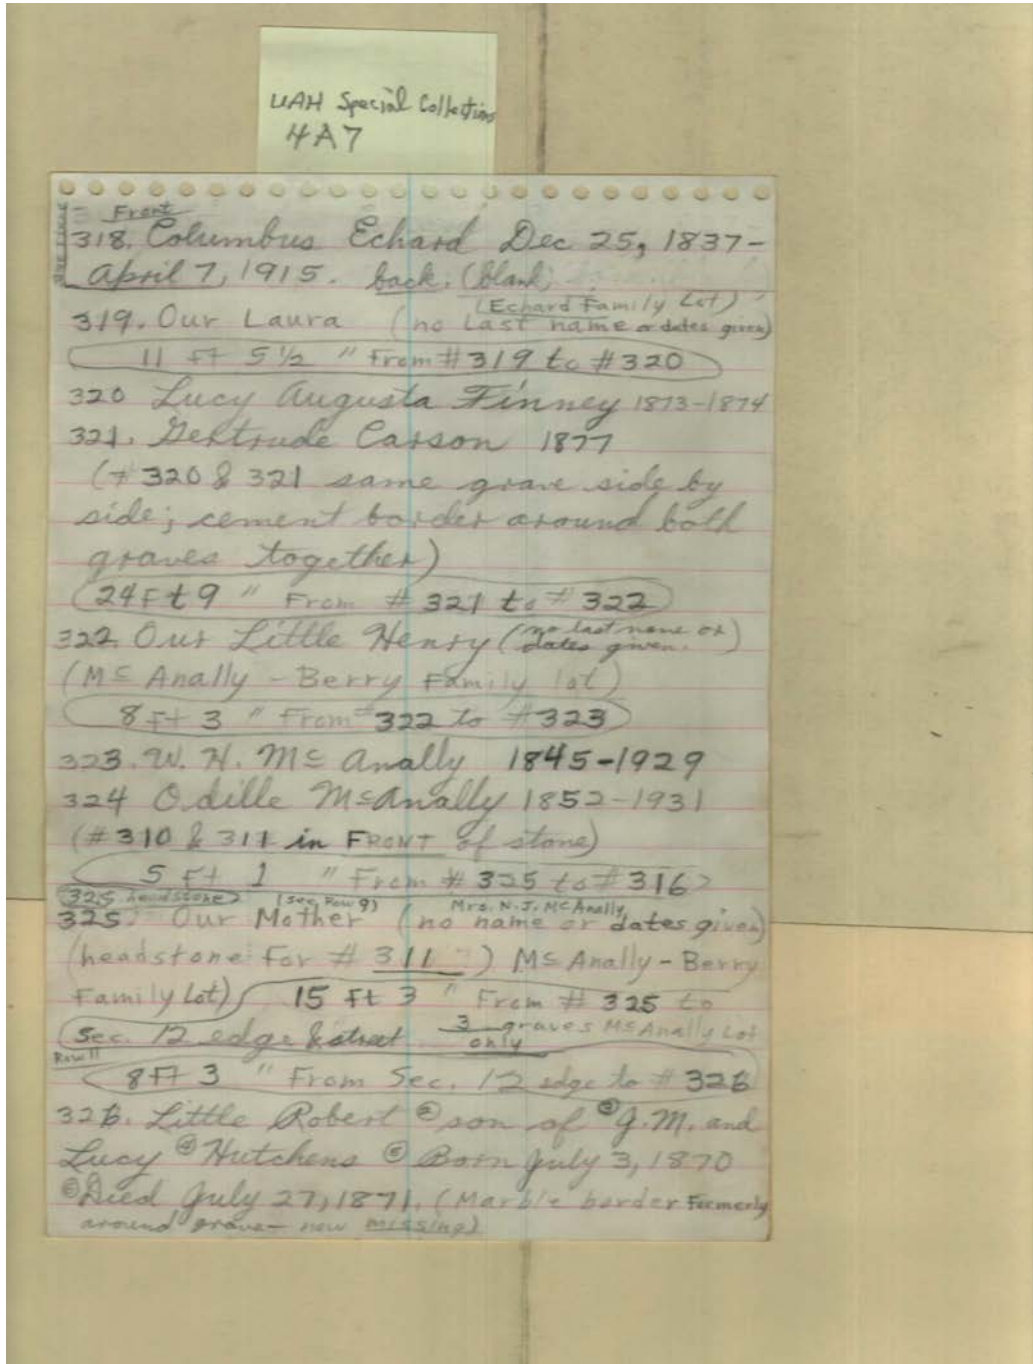 UAH Special Collections
4A7
Front
318. Columbus Echard Dec 25, 1837-
April 7, 1915. back: (blank)
(Echard Family Lot)
319. Our Laura (no last name or dates given)
11 ft 5 1/2 " From #319 to #320
320 Lucy Augusta Finney 1873-1874
321. Gertrude Carson 1877
(#320 & 321 same grave side by
side; cement border around both
graves together)
24 Ft 9 " From # 321 to # 322
322. Our Little Henry (no last name or
dates given.)
(McAnally - Berry Family lot)
8 ft 3 " From # 322 to #323
323. W. H. McAnally 1845-1929
324 Odille McAnally 1852-1931
(#310 & 311 in FRONT of stone)
5 Ft 1 " From # 325 to #316
325 headstone (see Row 9) Mrs. N.J. McAnally
325. Our Mother (no name or dates given)
(headstone for # 311 ) McAnally - Berry
Family Lot) 15 Ft 3 " From # 325 to
Sec. 12 edge & street 3 graves McAnally Lot
only
Row 11
8 Ft 3 " From Sec. 12 edge to # 326
326. Little Robert ② son of ③ J.M. and
Lucy ④ Hutchens ⑤ Born July 3, 1870
⑥ Died July 27, 1871. (Marble border Formerly
around grave - now missing)